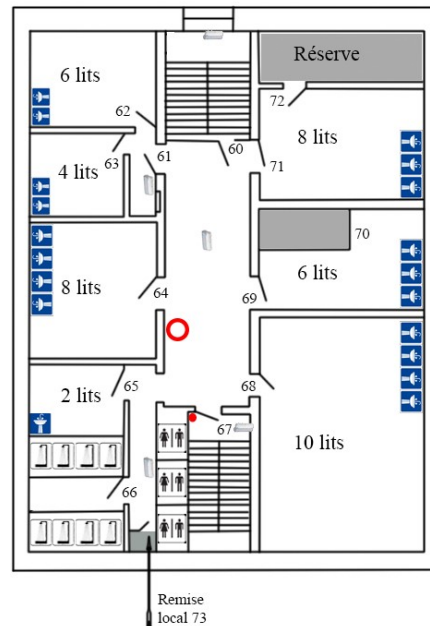 Réserve
6 lits
62
72
8 lits
60
61
71
63
4 lits
70
6 lits
8 lits
64
69
65
68
2 lits
67
10 lits
66
Remise
local 73